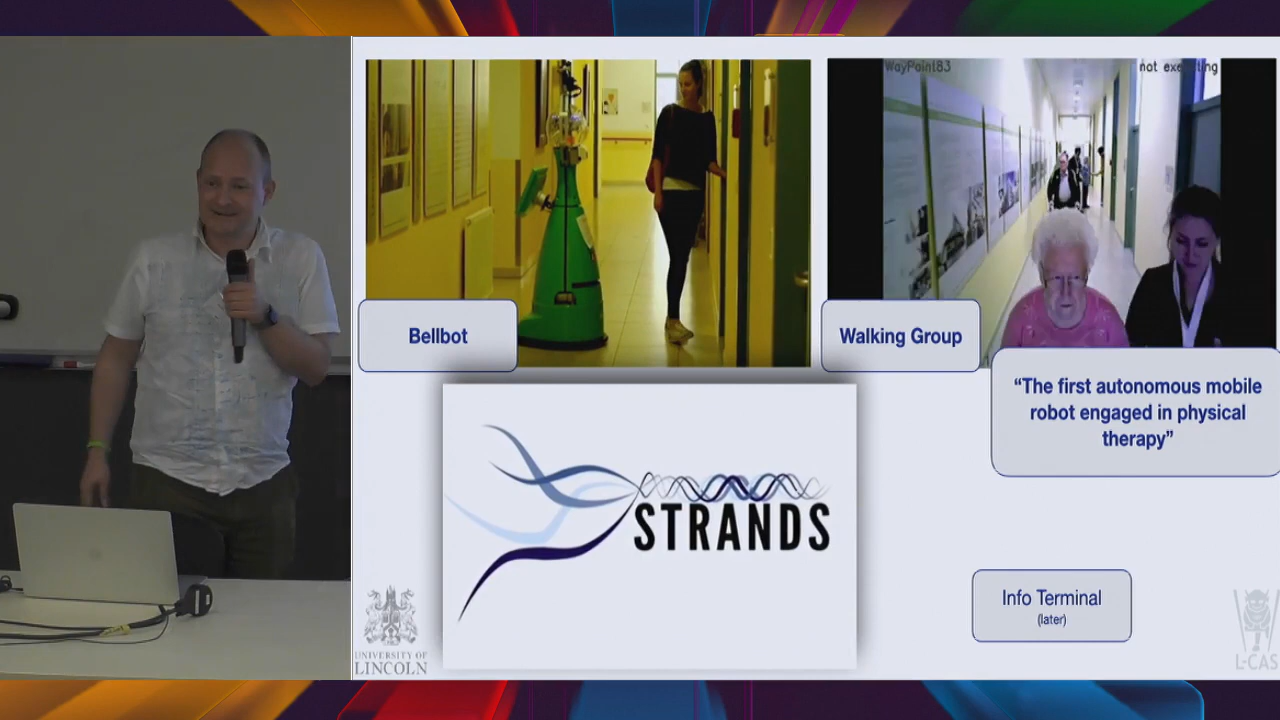 WayPoint83
not executing
Bellbot
Walking Group
“The first autonomous mobile
robot engaged in physical
therapy”
STRANDS
Info Terminal
(later)
UNIVERSITY OF
LINCOLN
L-CAS